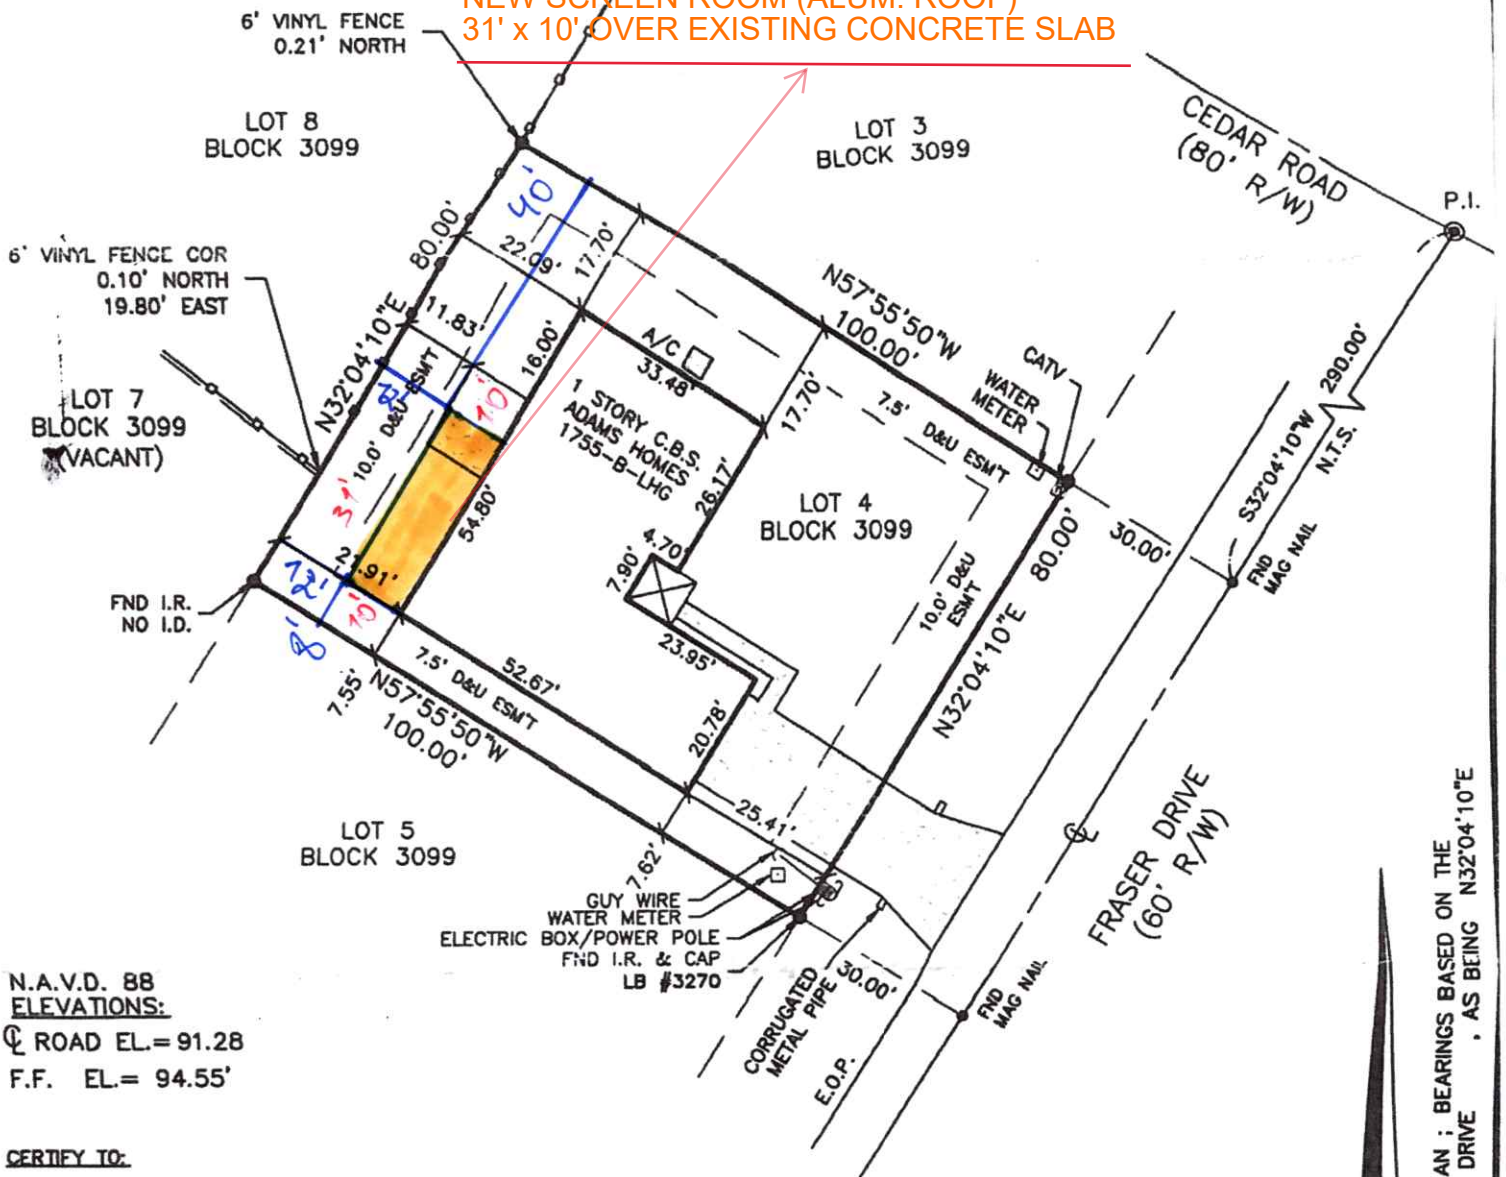 NEW SCREEN ROOM (ALUM. ROOF)
31' x 10' OVER EXISTING CONCRETE SLAB
6' VINYL FENCE
0.21' NORTH
LOT 8
BLOCK 3099
LOT 3
BLOCK 3099
CEDAR ROAD
(80' R/W)
P.I.
6' VINYL FENCE COR
0.10' NORTH
19.80' EAST
LOT 7
BLOCK 3099
(VACANT)
80.00'
N32°04'10"E
40'
22.09'
17.70'
11.83'
16.00'
N57°55'50"W
100.00'
A/C
33.48'
17.70'
7.5' D&U ESM'T
CATV
WATER
METER
290.00'
S32°04'10"W
N.T.S.
10'
10.0' D&U ESM'T
31'
1 STORY C.B.S.
ADAMS HOMES
1755-B-LHG
54.80'
26.17'
4.70'
7.90'
LOT 4
BLOCK 3099
10.0' D&U
ESM'T
80.00'
N32°04'10"E
30.00'
FND
MAG NAIL
21.91'
12'
10'
8'
FND I.R.
NO I.D.
7.55'
7.5' D&U ESM'T
52.67'
23.95'
20.78'
N57°55'50"W
100.00'
25.41'
7.62'
LOT 5
BLOCK 3099
GUY WIRE
WATER METER
ELECTRIC BOX/POWER POLE
FND I.R. & CAP
LB #3270
CORRUGATED
METAL PIPE
30.00'
FND
MAG NAIL
E.O.P.
FRASER DRIVE
(60' R/W)
N.A.V.D. 88
ELEVATIONS:
℄ ROAD EL.= 91.28
F.F. EL.= 94.55'
CERTIFY TO:
AN ; BEARINGS BASED ON THE
DRIVE , AS BEING N32°04'10"E